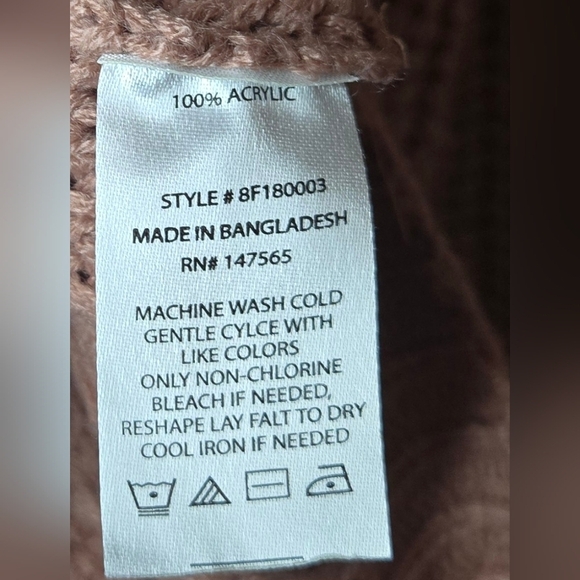 100% ACRYLIC
STYLE # 8F180003
MADE IN BANGLADESH
RN# 147565
MACHINE WASH COLD
GENTLE CYLCE WITH
LIKE COLORS
ONLY NON-CHLORINE
BLEACH IF NEEDED,
RESHAPE LAY FALT TO DRY
COOL IRON IF NEEDED